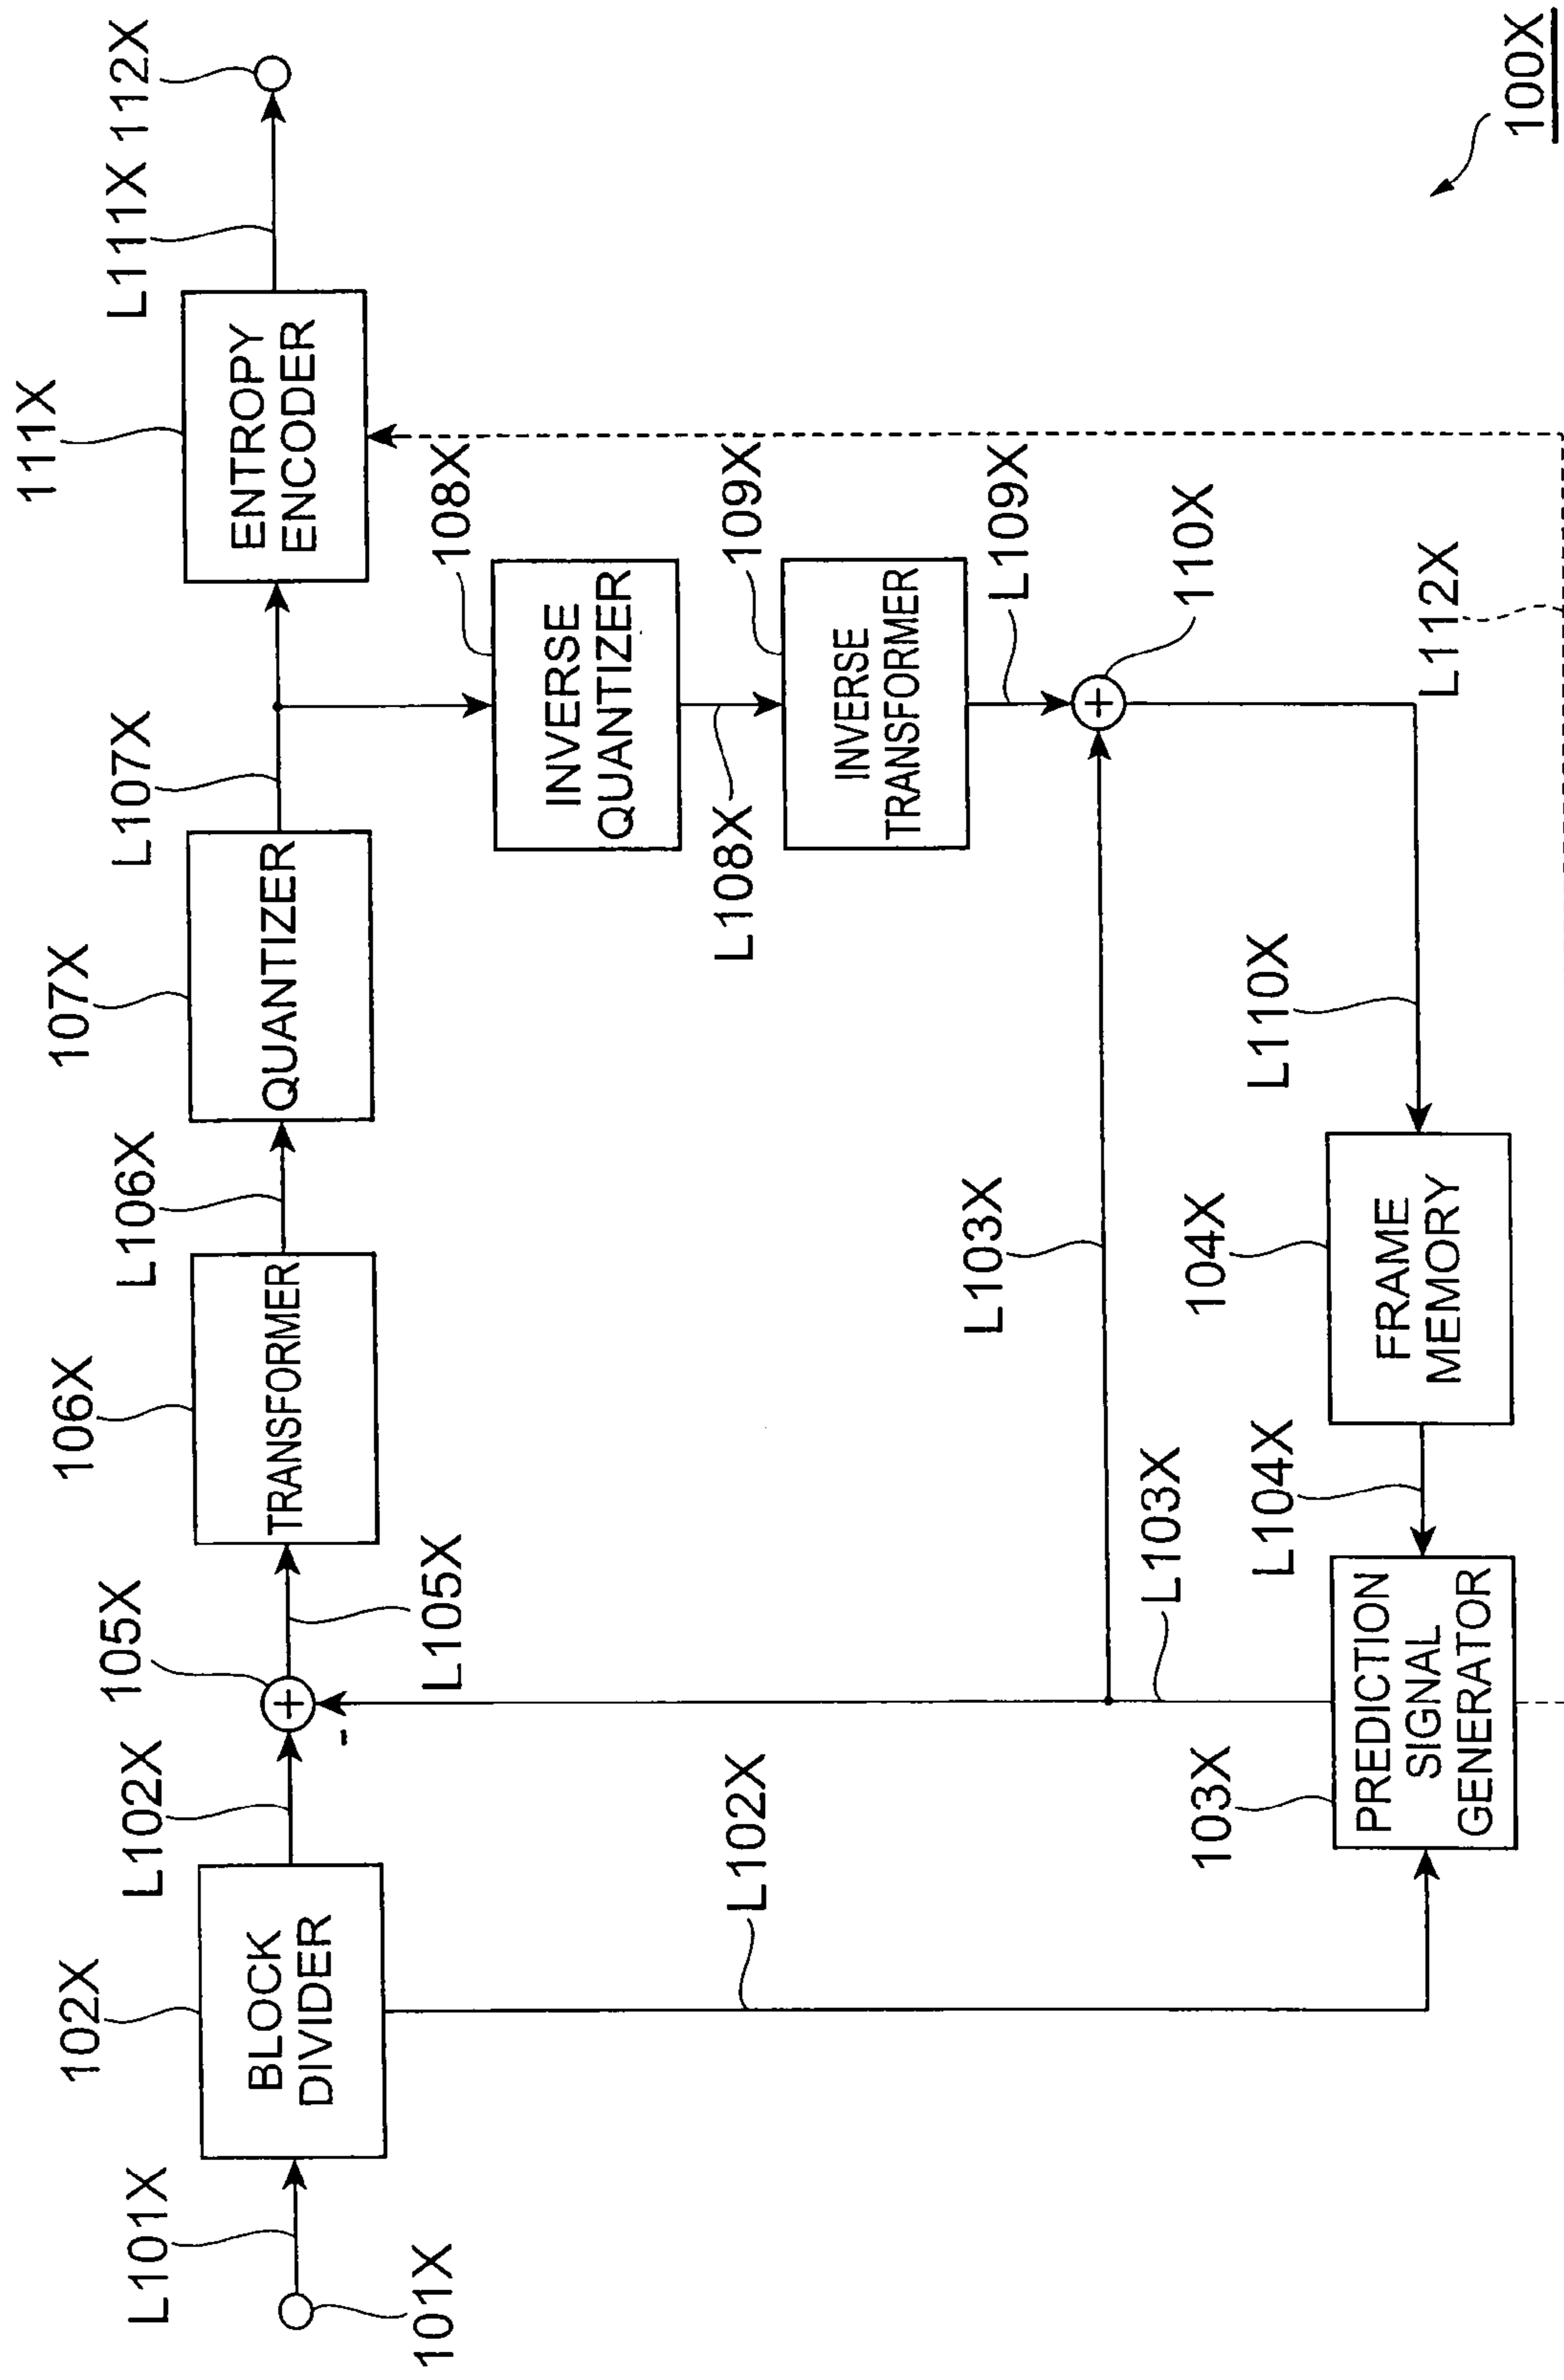 111X
L111X
112X
107X
L107X
ENTROPY
ENCODER
106X
L106X
QUANTIZER
108X
105X
TRANSFORMER
INVERSE
QUANTIZER
102X
L102X
-
L105X
L108X
109X
L101X
BLOCK
DIVIDER
INVERSE
TRANSFORMER
101X
L109X
L102X
L103X
110X
L103X
L110X
104X
L112X
103X
L104X
FRAME
MEMORY
PREDICTION
SIGNAL
GENERATOR
100X